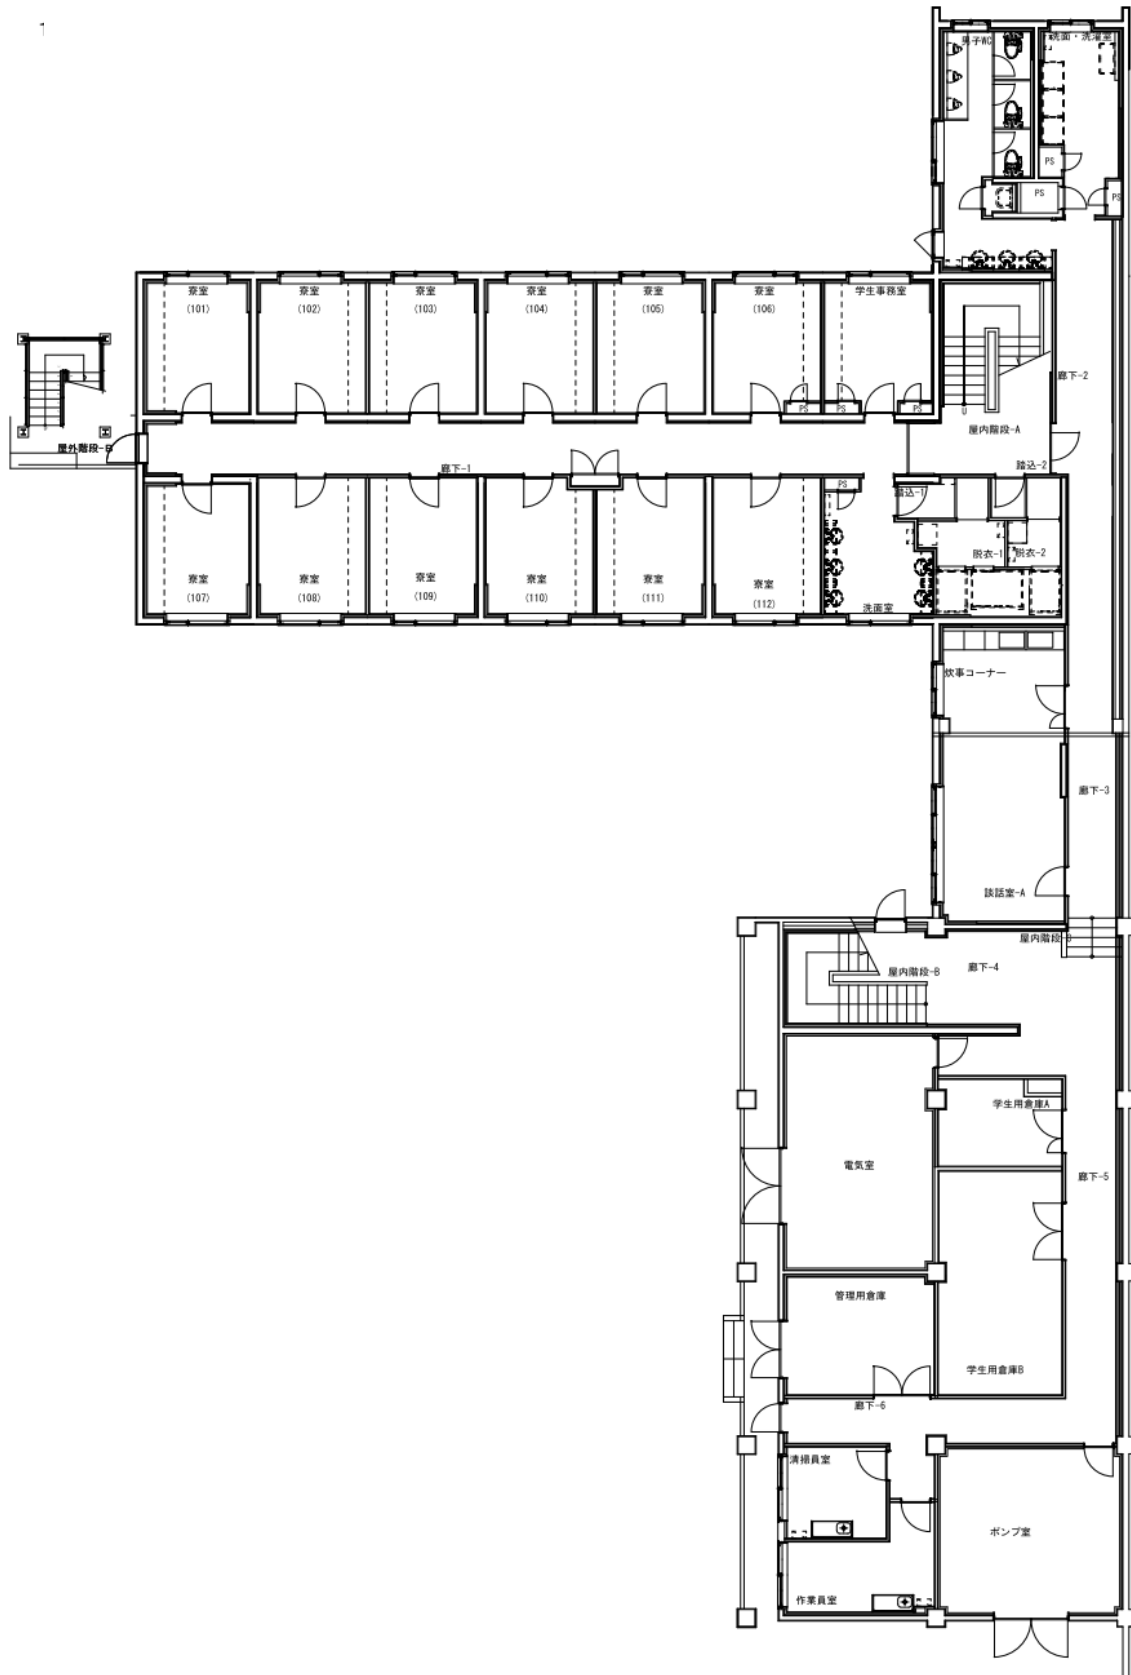 1
男子WC
洗面・洗濯室
PS
PS
PS
寮室
(101)
寮室
(102)
寮室
(103)
寮室
(104)
寮室
(105)
寮室
(106)
学生事務室
廊下-2
PS
PS
PS
U
屋内階段-A
屋外階段-B
廊下-1
踏込-2
PS
踏込-1
脱衣-1
脱衣-2
寮室
(107)
寮室
(108)
寮室
(109)
寮室
(110)
寮室
(111)
寮室
(112)
洗面室
炊事コーナー
廊下-3
談話室-A
屋内階段-B
廊下-4
学生用倉庫A
電気室
廊下-5
管理用倉庫
学生用倉庫B
廊下-6
清掃員室
ポンプ室
作業員室